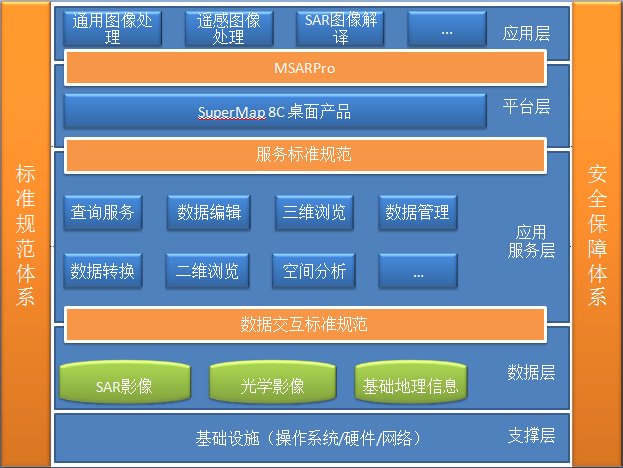 通用图像处
理
遥感图像
处理
SAR图像解
译
...
应用层
MSARPro
SuperMap 8C 桌面产品
平台层
服务标准规范
标准规范体系
安全保障体系
查询服务
数据编辑
三维浏览
数据管理
应用
服务层
数据转换
二维浏览
空间分析
...
数据交互标准规范
SAR影像
光学影像
基础地理信息
数据层
基础设施（操作系统/硬件/网络）
支撑层